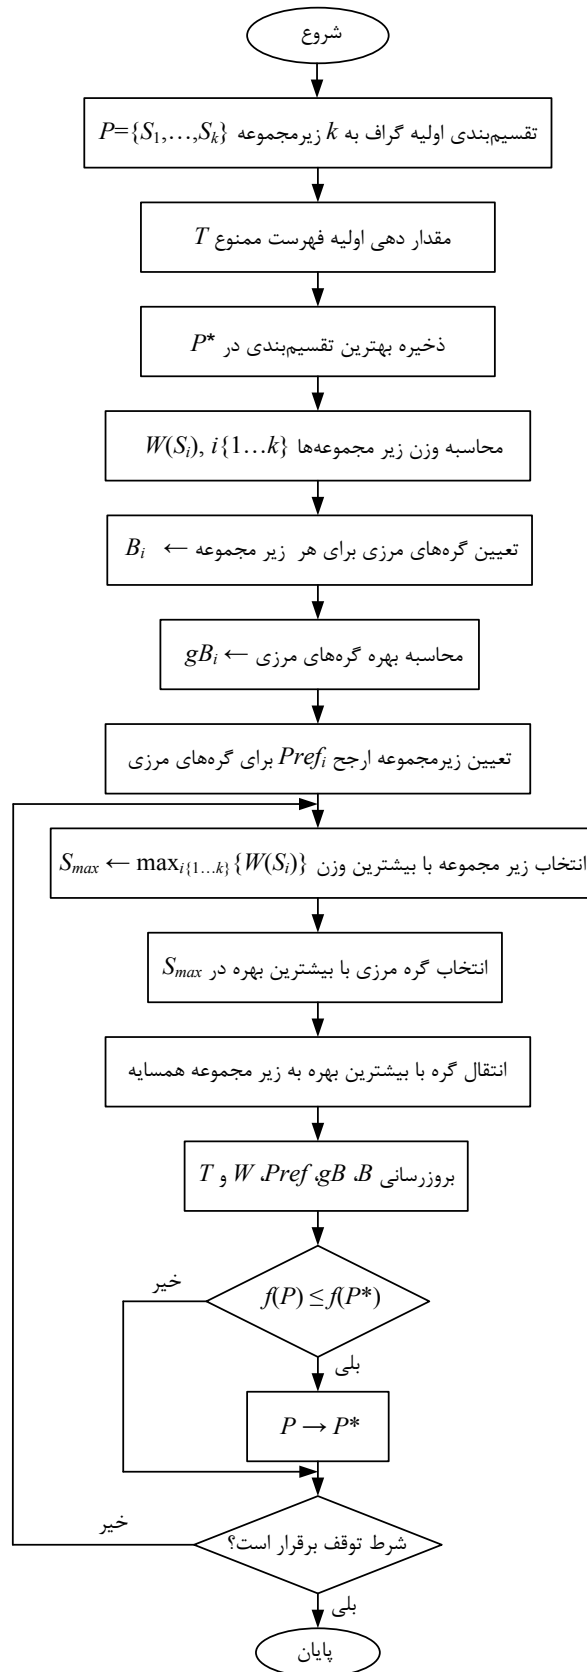 شروع
تقسیم‌بندی اولیه گراف به k زیرمجموعه P={S1,…,Sk}
مقدار دهی اولیه فهرست ممنوع T
ذخیره بهترین تقسیم‌بندی در P*
محاسبه وزن زیر مجموعه‌ها W(Si), i{1…k}
تعیین گره‌های مرزی برای هر زیر مجموعه ← Bi
محاسبه بهره گره‌های مرزی ← gBi
تعیین زیرمجموعه ارجح Prefi برای گره‌های مرزی
انتخاب زیر مجموعه با بیشترین وزن Smax ← maxi{1…k}{W(Si)}
انتخاب گره مرزی با بیشترین بهره در Smax
انتقال گره با بیشترین بهره به زیر مجموعه همسایه
بروزرسانی B، gB، Pref، W و T
خیر
f(P) ≤ f(P*)
بلی
P → P*
خیر
شرط توقف برقرار است؟
بلی
پایان